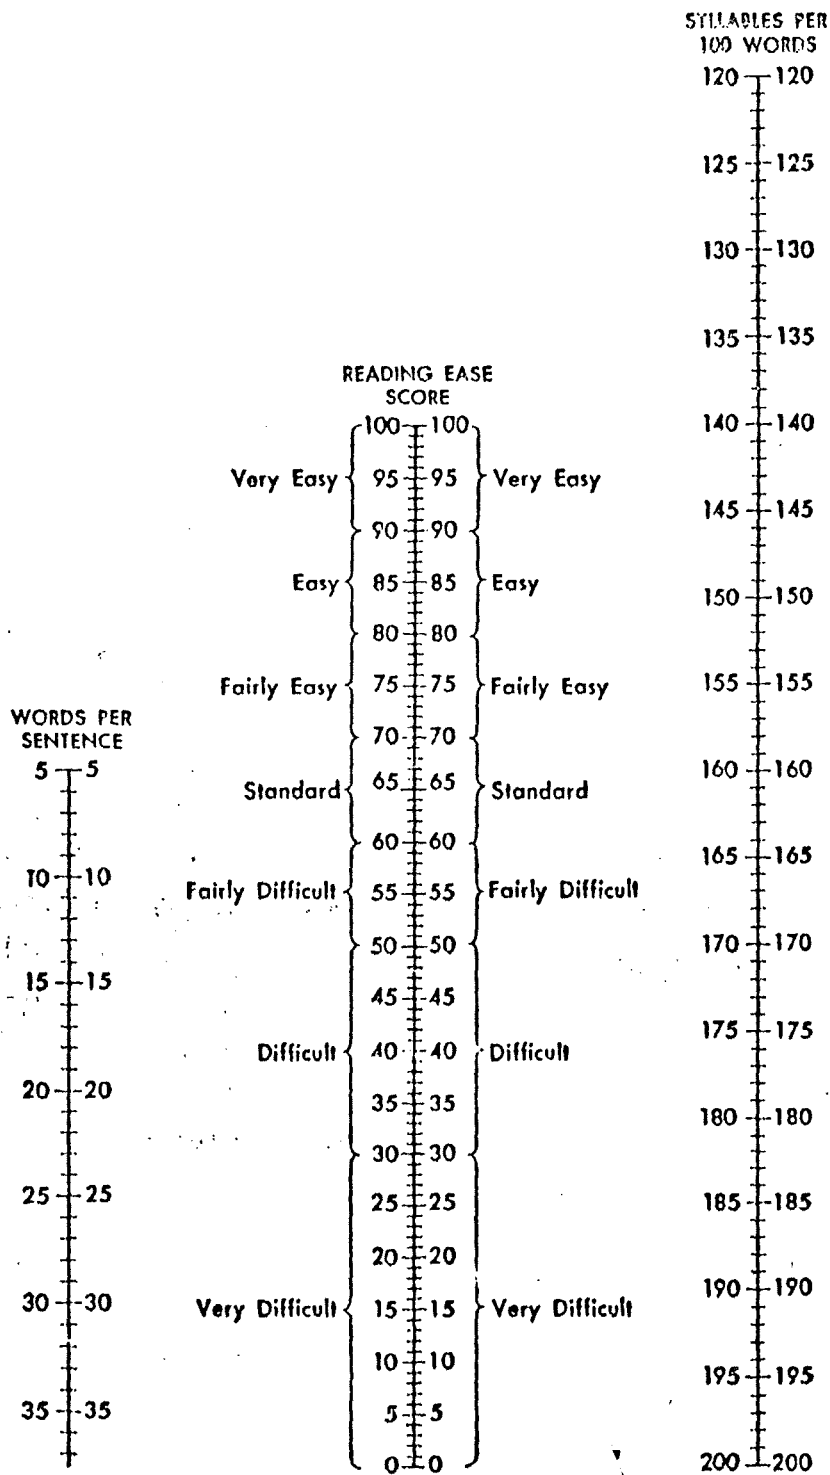 SYLLABLES PER
100 WORDS
120 120
125 125
130 130
135 135
READING EASE
SCORE
140 140
100 100
Very Easy 95 95 Very Easy
145 145
90 90
Easy 85 85 Easy
150 150
80 80
Fairly Easy 75 75 Fairly Easy
155 155
WORDS PER
SENTENCE
70 70
5 5
160 160
Standard 65 65 Standard
60 60
165 165
10 10
Fairly Difficult 55 55 Fairly Difficult
50 50
170 170
15 15
45 45
175 175
Difficult 40 40 Difficult
20 20
35 35
180 180
30 30
25 25
185 185
25 25
20 20
190 190
30 30
Very Difficult 15 15 Very Difficult
10 10
195 195
35 35
5 5
0 0
200 200